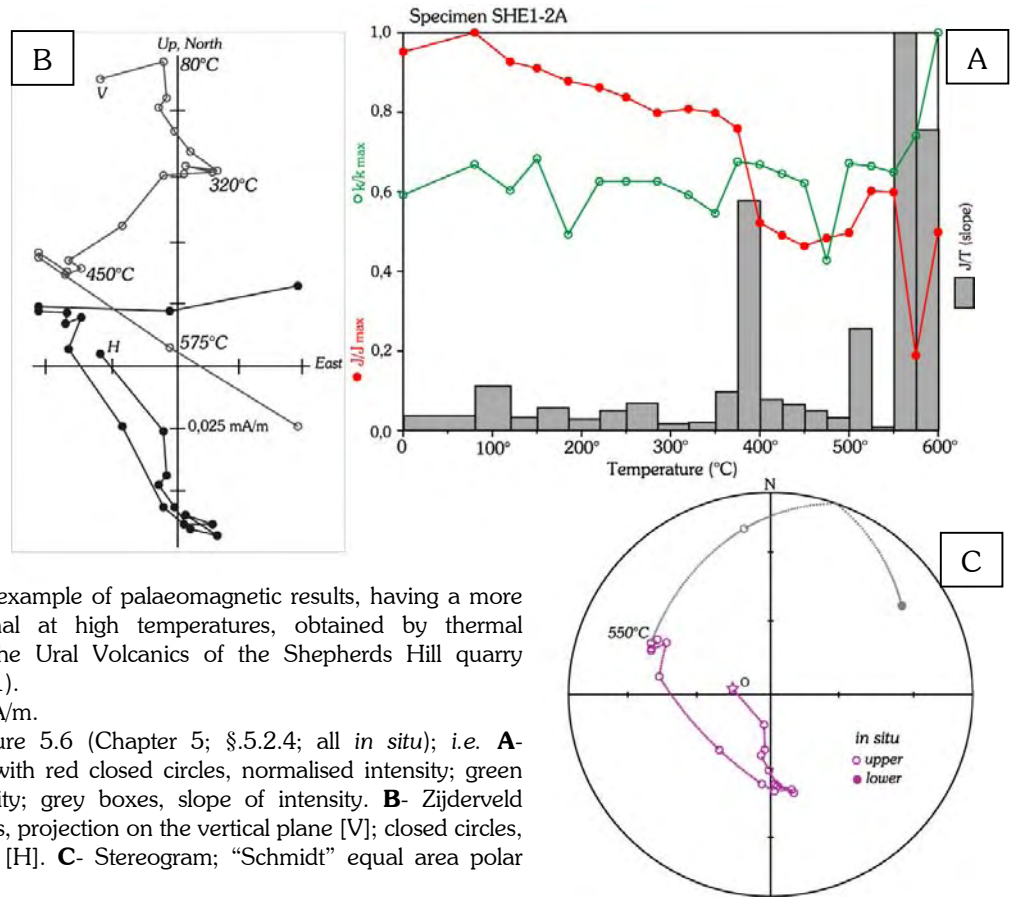 Specimen SHE1-2A
B
Up, North
80°C
V
320°C
450°C
575°C
H
East
0,025 mA/m
A
1,0
0,8
0,6
0,4
0,2
0,0
k/k max
J/J max
J/T (slope)
0
100°
200°
300°
400°
500°
600°
Temperature (°C)
C
N
550°C
O
in situ
upper
lower
example of palaeomagnetic results, having a more
nal at high temperatures, obtained by thermal
ne Ural Volcanics of the Shepherds Hill quarry
1).
A/m.
ure 5.6 (Chapter 5; §.5.2.4; all in situ); i.e. A-
with red closed circles, normalised intensity; green
ity; grey boxes, slope of intensity. B- Zijderveld
s, projection on the vertical plane [V]; closed circles,
[H]. C- Stereogram; “Schmidt” equal area polar